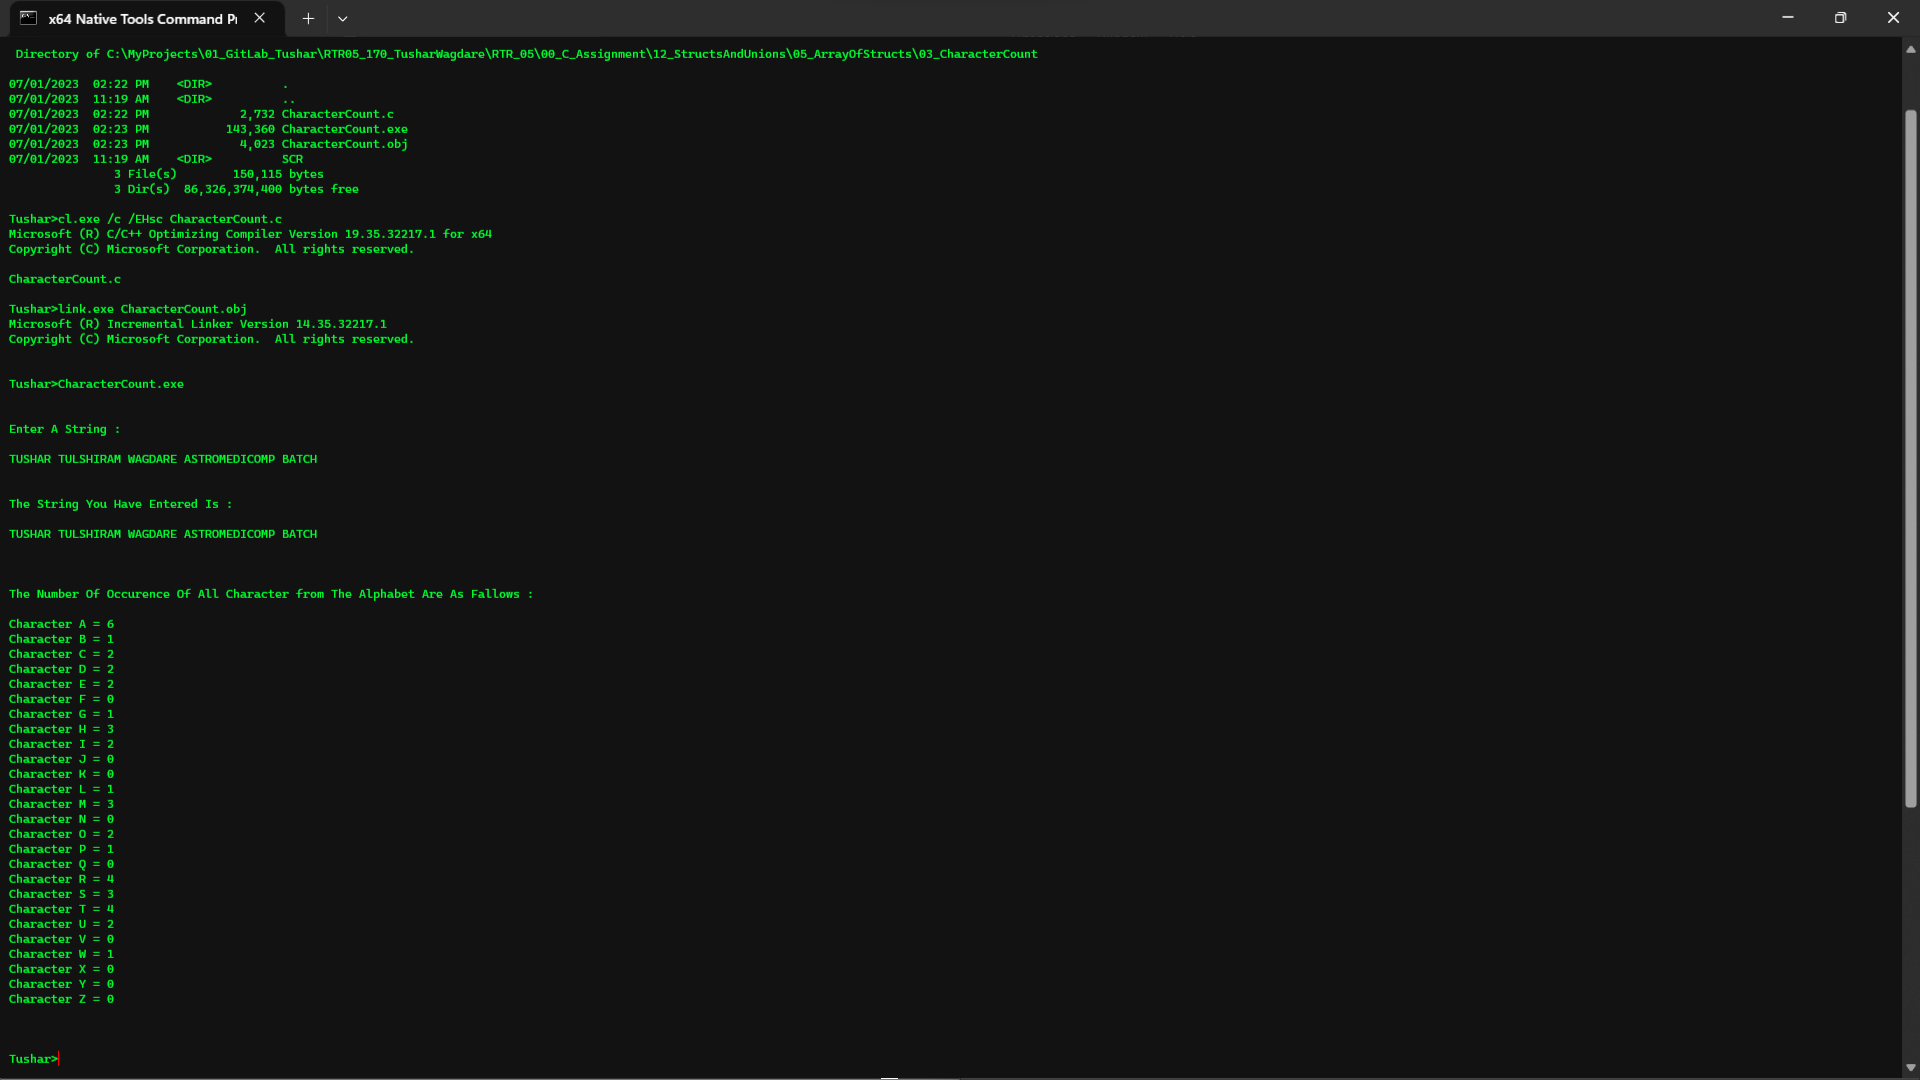 x64 Native Tools Command Pr
Directory of C:\MyProjects\01_GitLab_Tushar\RTR05_170_TusharWagdare\RTR_05\00_C_Assignment\12_StructsAndUnions\05_ArrayOfStructs\03_CharacterCount
07/01/2023  02:22 PM    <DIR>          .
07/01/2023  11:19 AM    <DIR>          ..
07/01/2023  02:22 PM             2,732 CharacterCount.c
07/01/2023  02:23 PM           143,360 CharacterCount.exe
07/01/2023  02:23 PM             4,023 CharacterCount.obj
07/01/2023  11:19 AM    <DIR>          SCR
3 File(s)        150,115 bytes
3 Dir(s)  86,326,374,400 bytes free
Tushar>cl.exe /c /EHsc CharacterCount.c
Microsoft (R) C/C++ Optimizing Compiler Version 19.35.32217.1 for x64
Copyright (C) Microsoft Corporation.  All rights reserved.
CharacterCount.c
Tushar>link.exe CharacterCount.obj
Microsoft (R) Incremental Linker Version 14.35.32217.1
Copyright (C) Microsoft Corporation.  All rights reserved.
Tushar>CharacterCount.exe
Enter A String :
TUSHAR TULSHIRAM WAGDARE ASTROMEDICOMP BATCH
The String You Have Entered Is :
TUSHAR TULSHIRAM WAGDARE ASTROMEDICOMP BATCH
The Number Of Occurence Of All Character from The Alphabet Are As Fallows :
Character A = 6
Character B = 1
Character C = 2
Character D = 2
Character E = 2
Character F = 0
Character G = 1
Character H = 3
Character I = 2
Character J = 0
Character K = 0
Character L = 1
Character M = 3
Character N = 0
Character O = 2
Character P = 1
Character Q = 0
Character R = 4
Character S = 3
Character T = 4
Character U = 2
Character V = 0
Character W = 1
Character X = 0
Character Y = 0
Character Z = 0
Tushar>